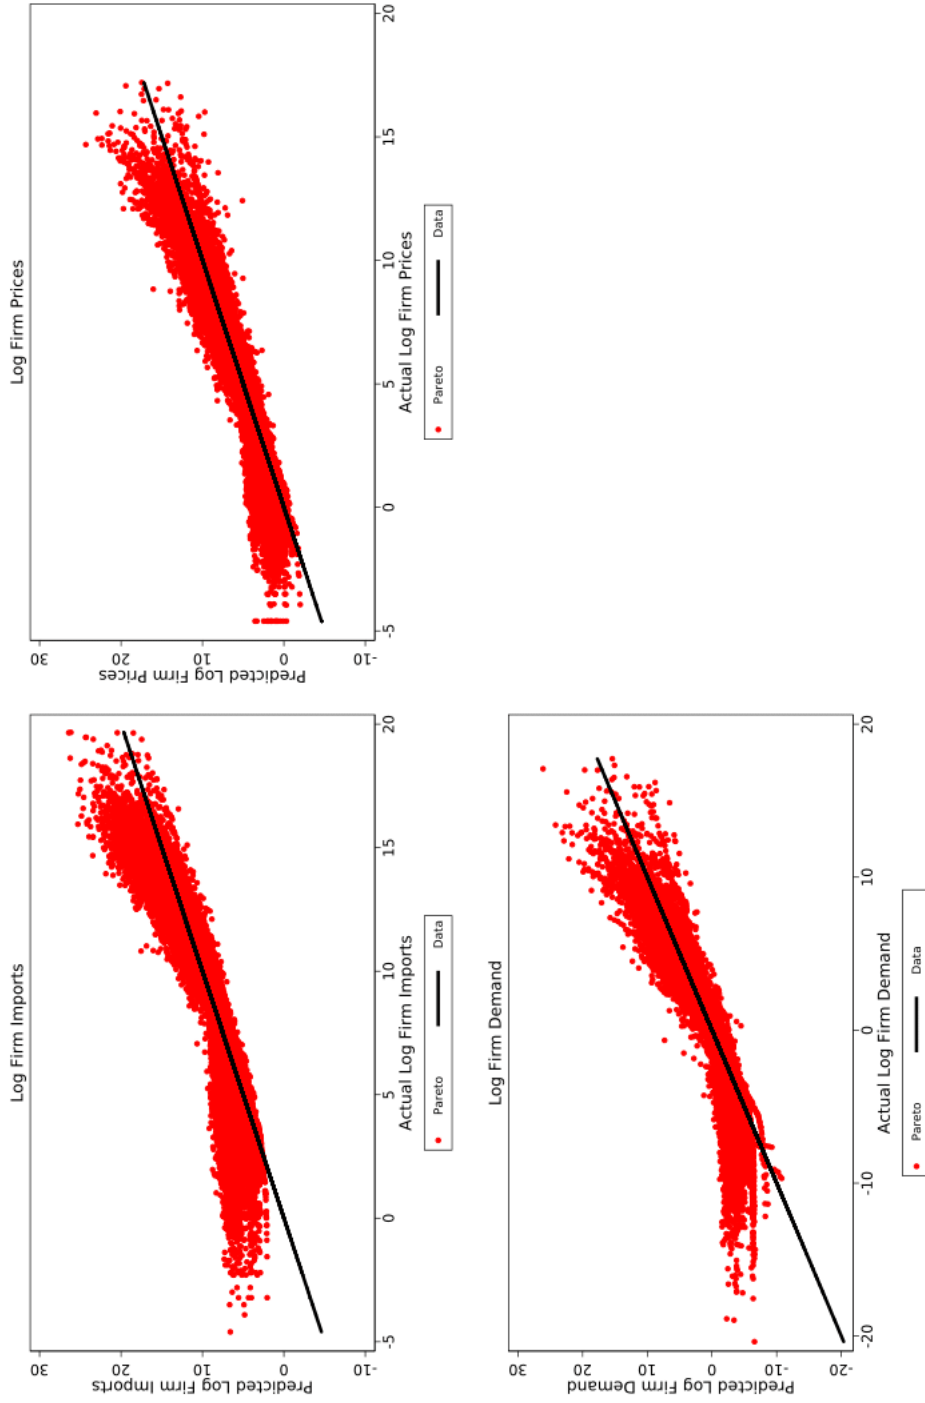 Log Firm Imports
30
20
10
0
-10
Predicted Log Firm Imports
-5
0
5
10
15
20
Actual Log Firm Imports
Pareto
Data
Log Firm Prices
30
20
10
0
-10
Predicted Log Firm Prices
-5
0
5
10
15
20
Actual Log Firm Prices
Pareto
Data
Log Firm Demand
30
20
10
0
-10
-20
Predicted Log Firm Demand
-20
-10
0
10
20
Actual Log Firm Demand
Pareto
Data